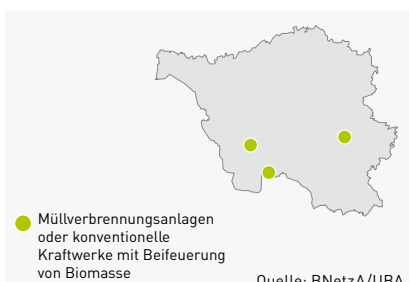 Müllverbrennungsanlagen
oder konventionelle
Kraftwerke mit Beifeuerung
von Biomasse
Quelle: BNetzA/UBA